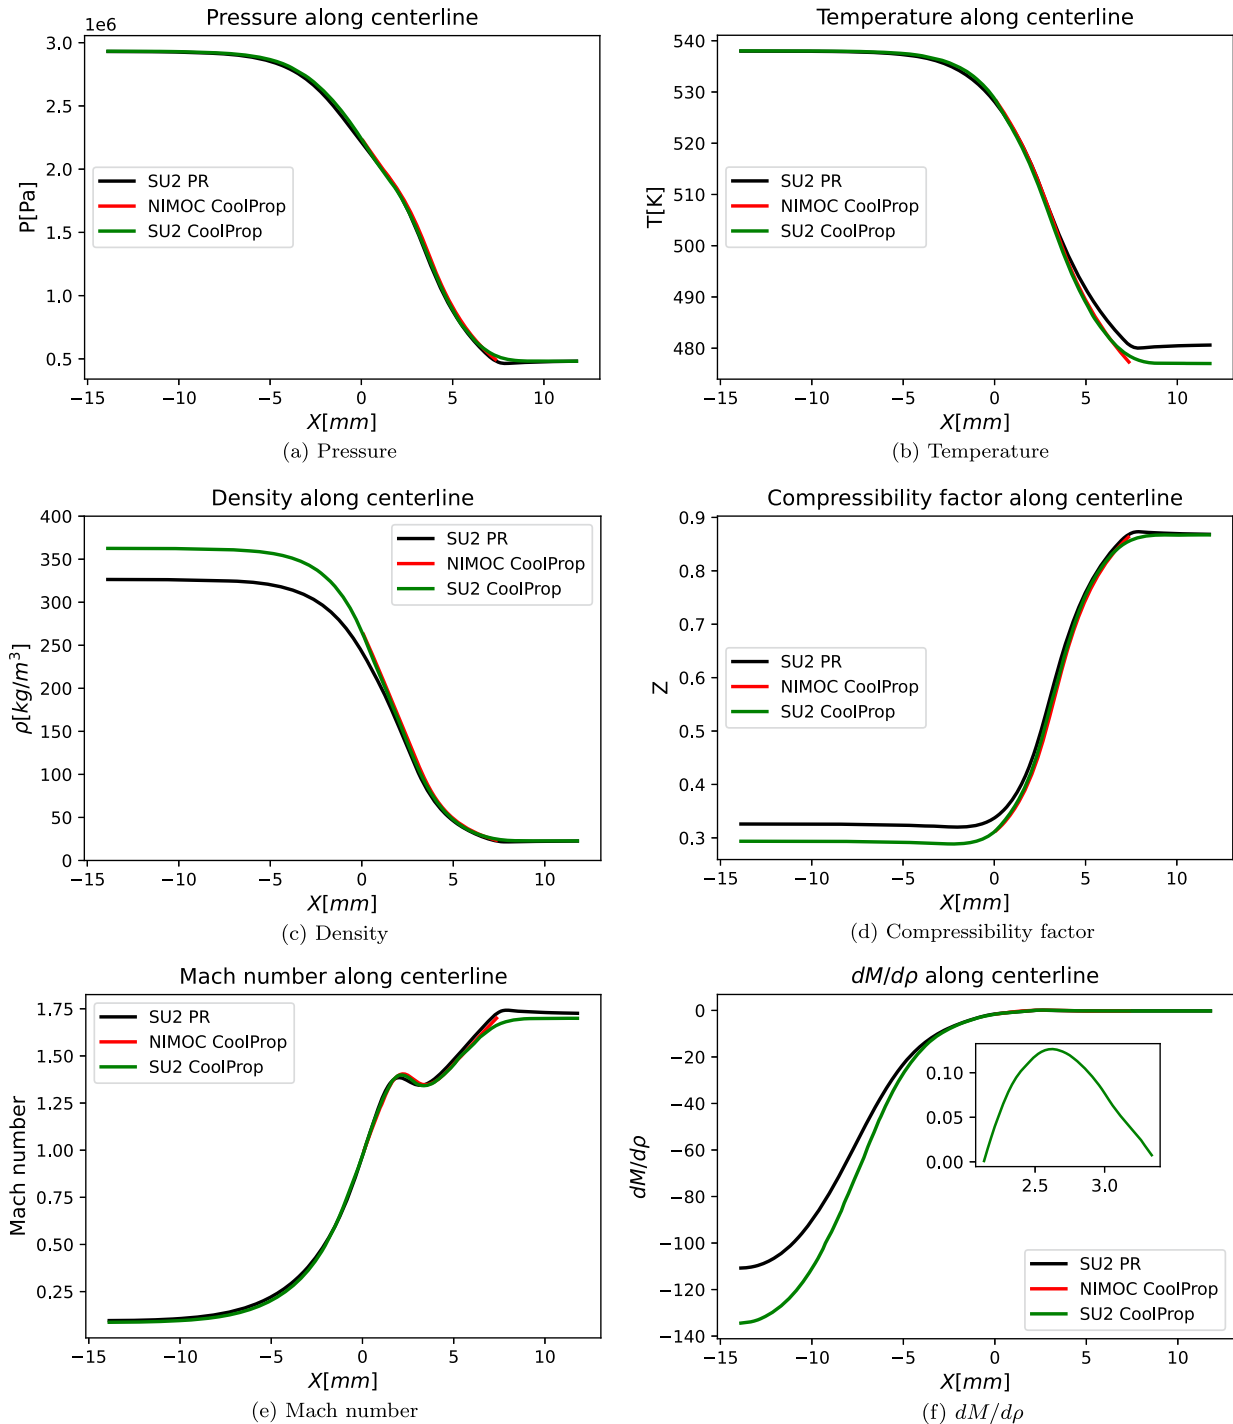 Pressure along centerline
1e6
3.0
2.5
2.0
1.5
1.0
0.5
P[Pa]
SU2 PR
NIMOC CoolProp
SU2 CoolProp
−15
−10
−5
0
5
10
X[mm]
(a) Pressure
Temperature along centerline
540
530
520
510
500
490
480
T[K]
SU2 PR
NIMOC CoolProp
SU2 CoolProp
−15
−10
−5
0
5
10
X[mm]
(b) Temperature
Density along centerline
400
350
300
250
200
150
100
50
0
ρ[kg/m³]
SU2 PR
NIMOC CoolProp
SU2 CoolProp
−15
−10
−5
0
5
10
X[mm]
(c) Density
Compressibility factor along centerline
0.9
0.8
0.7
0.6
0.5
0.4
0.3
Z
SU2 PR
NIMOC CoolProp
SU2 CoolProp
−15
−10
−5
0
5
10
X[mm]
(d) Compressibility factor
Mach number along centerline
1.75
1.50
1.25
1.00
0.75
0.50
0.25
Mach number
SU2 PR
NIMOC CoolProp
SU2 CoolProp
−15
−10
−5
0
5
10
X[mm]
(e) Mach number
dM/dρ along centerline
0
−20
−40
−60
−80
−100
−120
−140
dM/dρ
0.10
0.05
0.00
2.5
3.0
SU2 PR
NIMOC CoolProp
SU2 CoolProp
−15
−10
−5
0
5
10
X[mm]
(f) dM/dρ